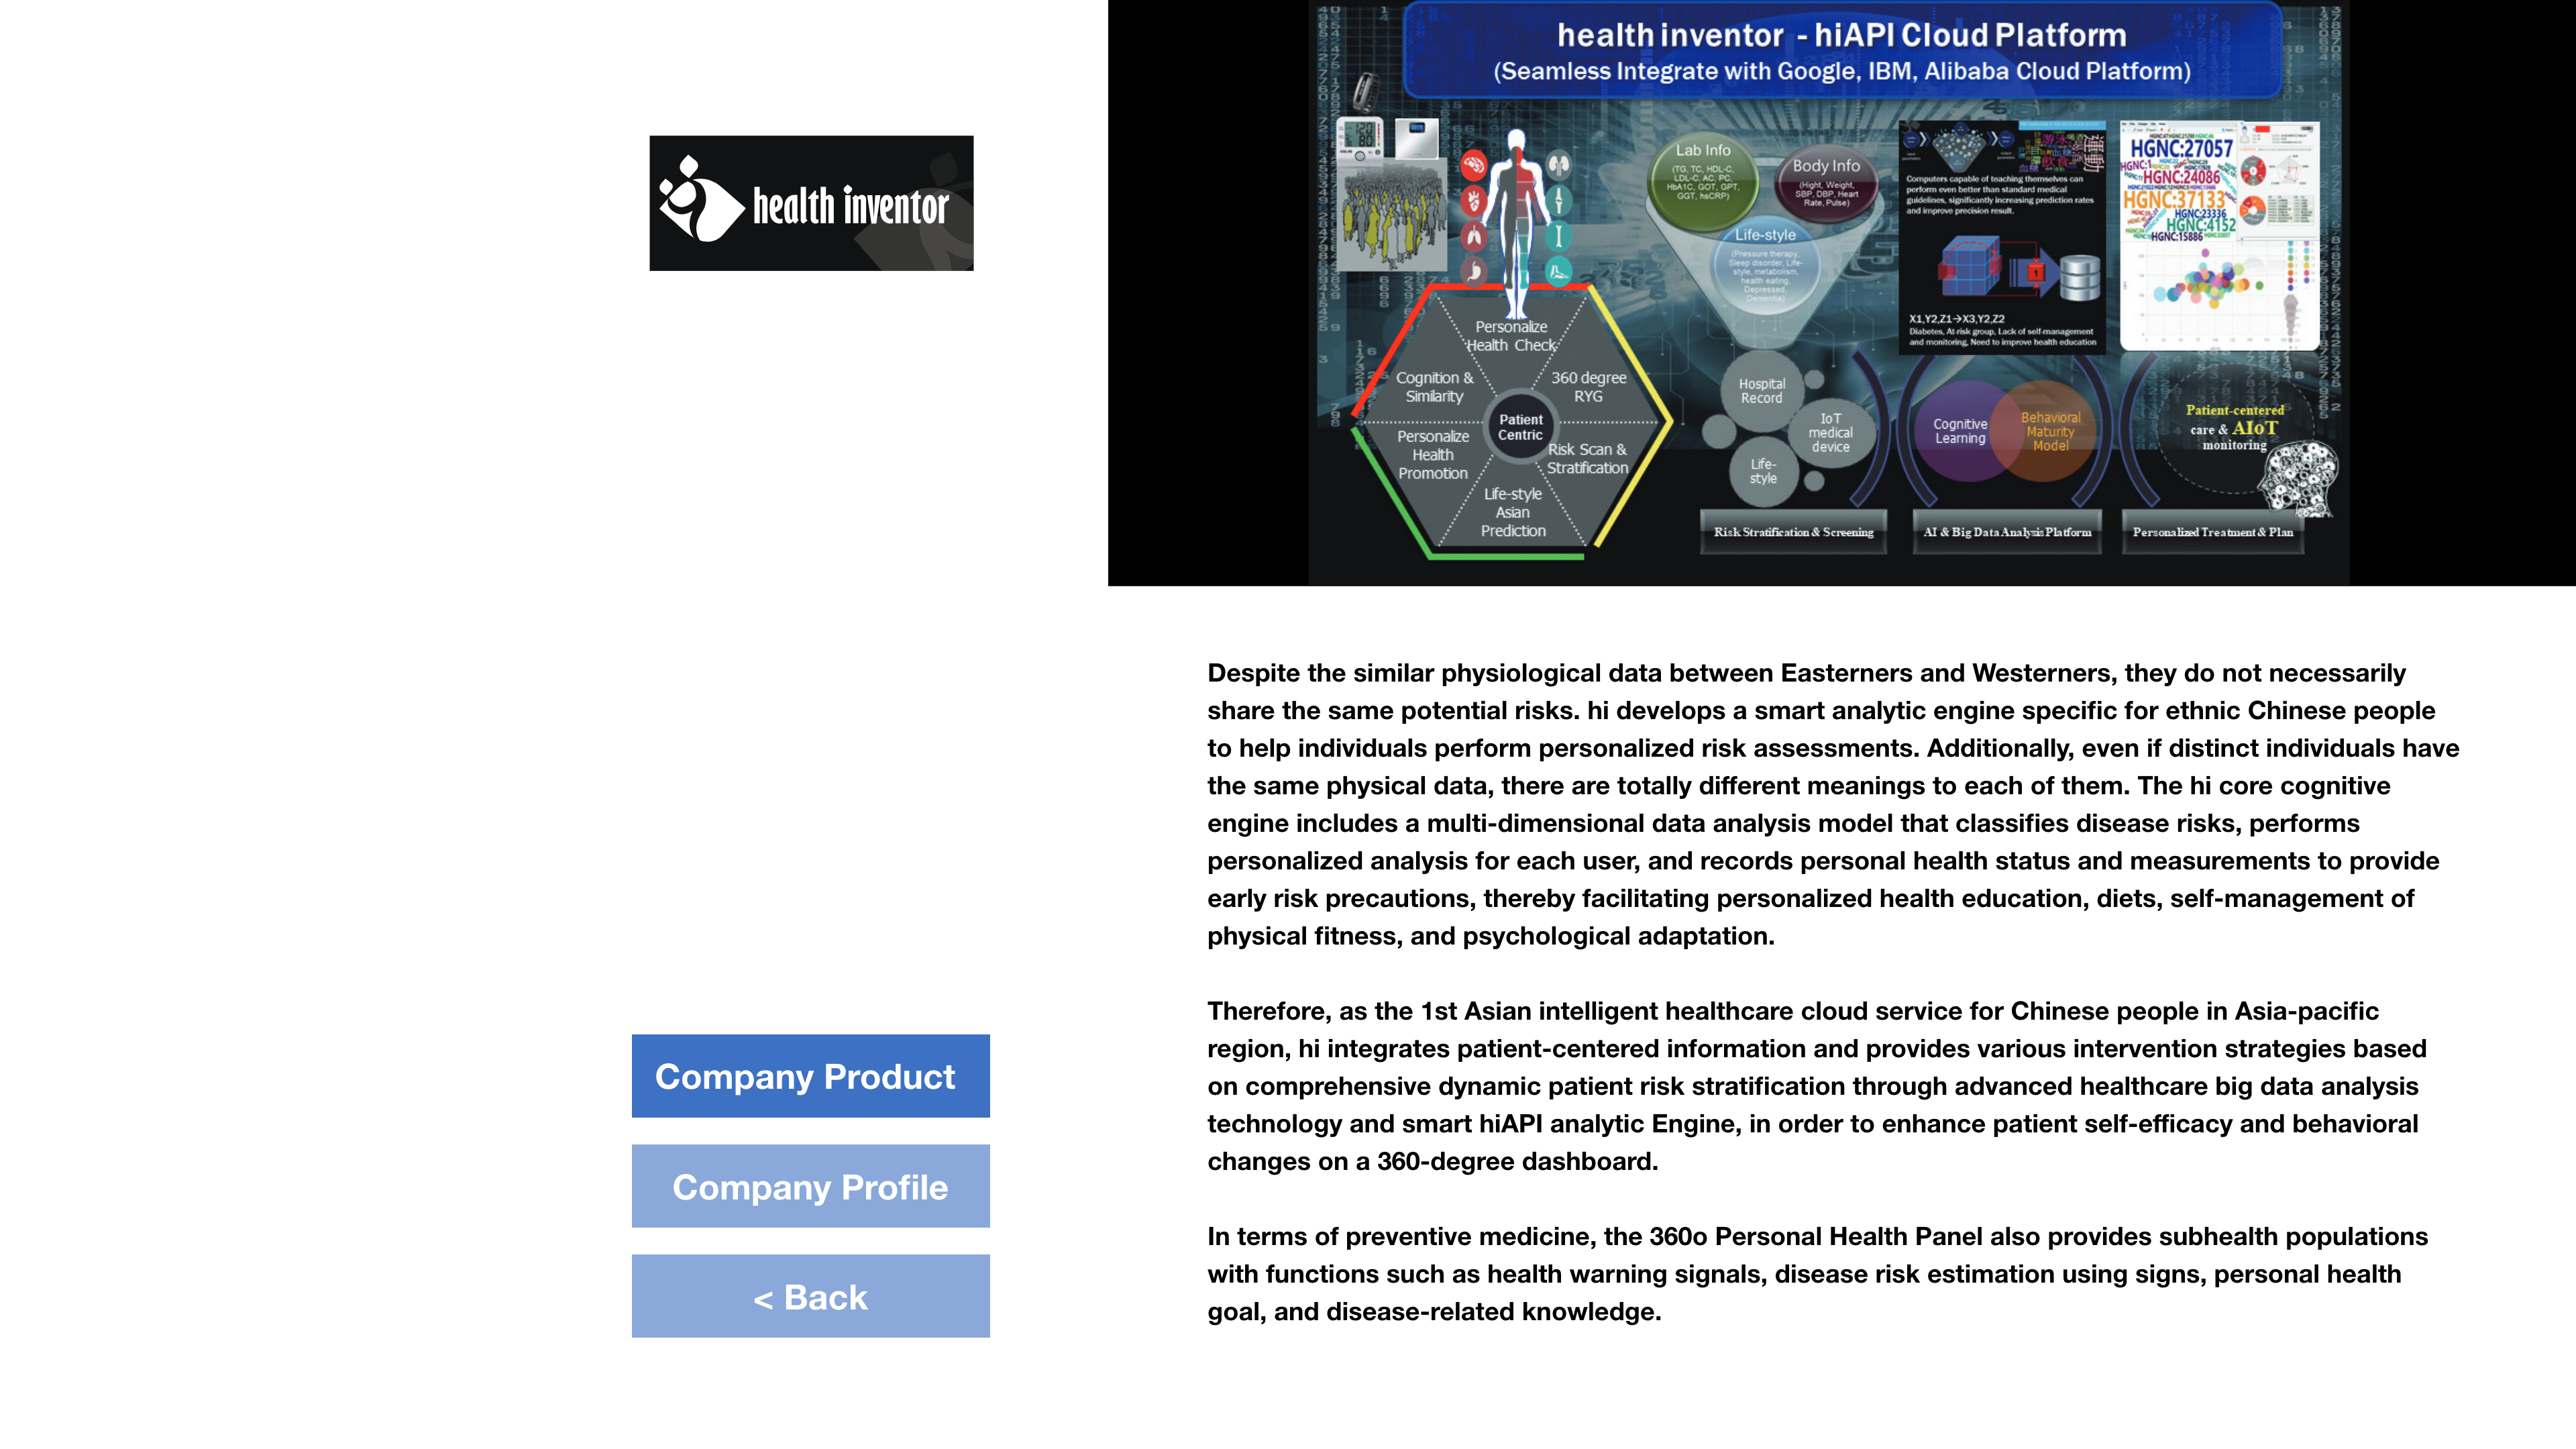 health inventor
health inventor - hiAPI Cloud Platform
(Seamless Integrate with Google, IBM, Alibaba Cloud Platform)
Personalize
Health Check
Cognition &
Similarity
360 degree
RYG
Patient
Centric
Personalize
Health
Promotion
Risk Scan &
Stratification
Life-style
Asian
Prediction
Lab Info
(TG, TC, HDL-C,
LDL-C, AC, PC,
HbA1C, GOT, GPT,
GGT, hsCRP)
Body Info
(Hight, Weight,
SBP, DBP, Heart
Rate, Pulse)
Life-style
(Pressure therapy,
Sleep disorder, Life-
style, metabolism,
heath eating,
Depressed,
Dementia)
Hospital
Record
IoT
medical
device
Life-
style
Risk Stratification & Screening
Computers capable of teaching themselves can
perform even better than standard medical
guidelines, significantly increasing prediction rates
and improve precision result.
X1,Y2,Z1→X3,Y2,Z2
Diabetes, At-risk group, Lack of self-management
and monitoring, Need to improve health education
Cognitive
Learning
Behavioral
Maturity
Model
AI & Big Data Analysis Platform
HGNC:27057
HGNC:24086
HGNC:37133
HGNC:23336
HGNC:4152
HGNC:15886
Patient-centered
care & AIoT
monitoring
Personalized Treatment & Plan
Despite the similar physiological data between Easterners and Westerners, they do not necessarily
share the same potential risks. hi develops a smart analytic engine specific for ethnic Chinese people
to help individuals perform personalized risk assessments. Additionally, even if distinct individuals have
the same physical data, there are totally different meanings to each of them. The hi core cognitive
engine includes a multi-dimensional data analysis model that classifies disease risks, performs
personalized analysis for each user, and records personal health status and measurements to provide
early risk precautions, thereby facilitating personalized health education, diets, self-management of
physical fitness, and psychological adaptation.
Therefore, as the 1st Asian intelligent healthcare cloud service for Chinese people in Asia-pacific
region, hi integrates patient-centered information and provides various intervention strategies based
on comprehensive dynamic patient risk stratification through advanced healthcare big data analysis
technology and smart hiAPI analytic Engine, in order to enhance patient self-efficacy and behavioral
changes on a 360-degree dashboard.
In terms of preventive medicine, the 360o Personal Health Panel also provides subhealth populations
with functions such as health warning signals, disease risk estimation using signs, personal health
goal, and disease-related knowledge.
Company Product
Company Profile
< Back